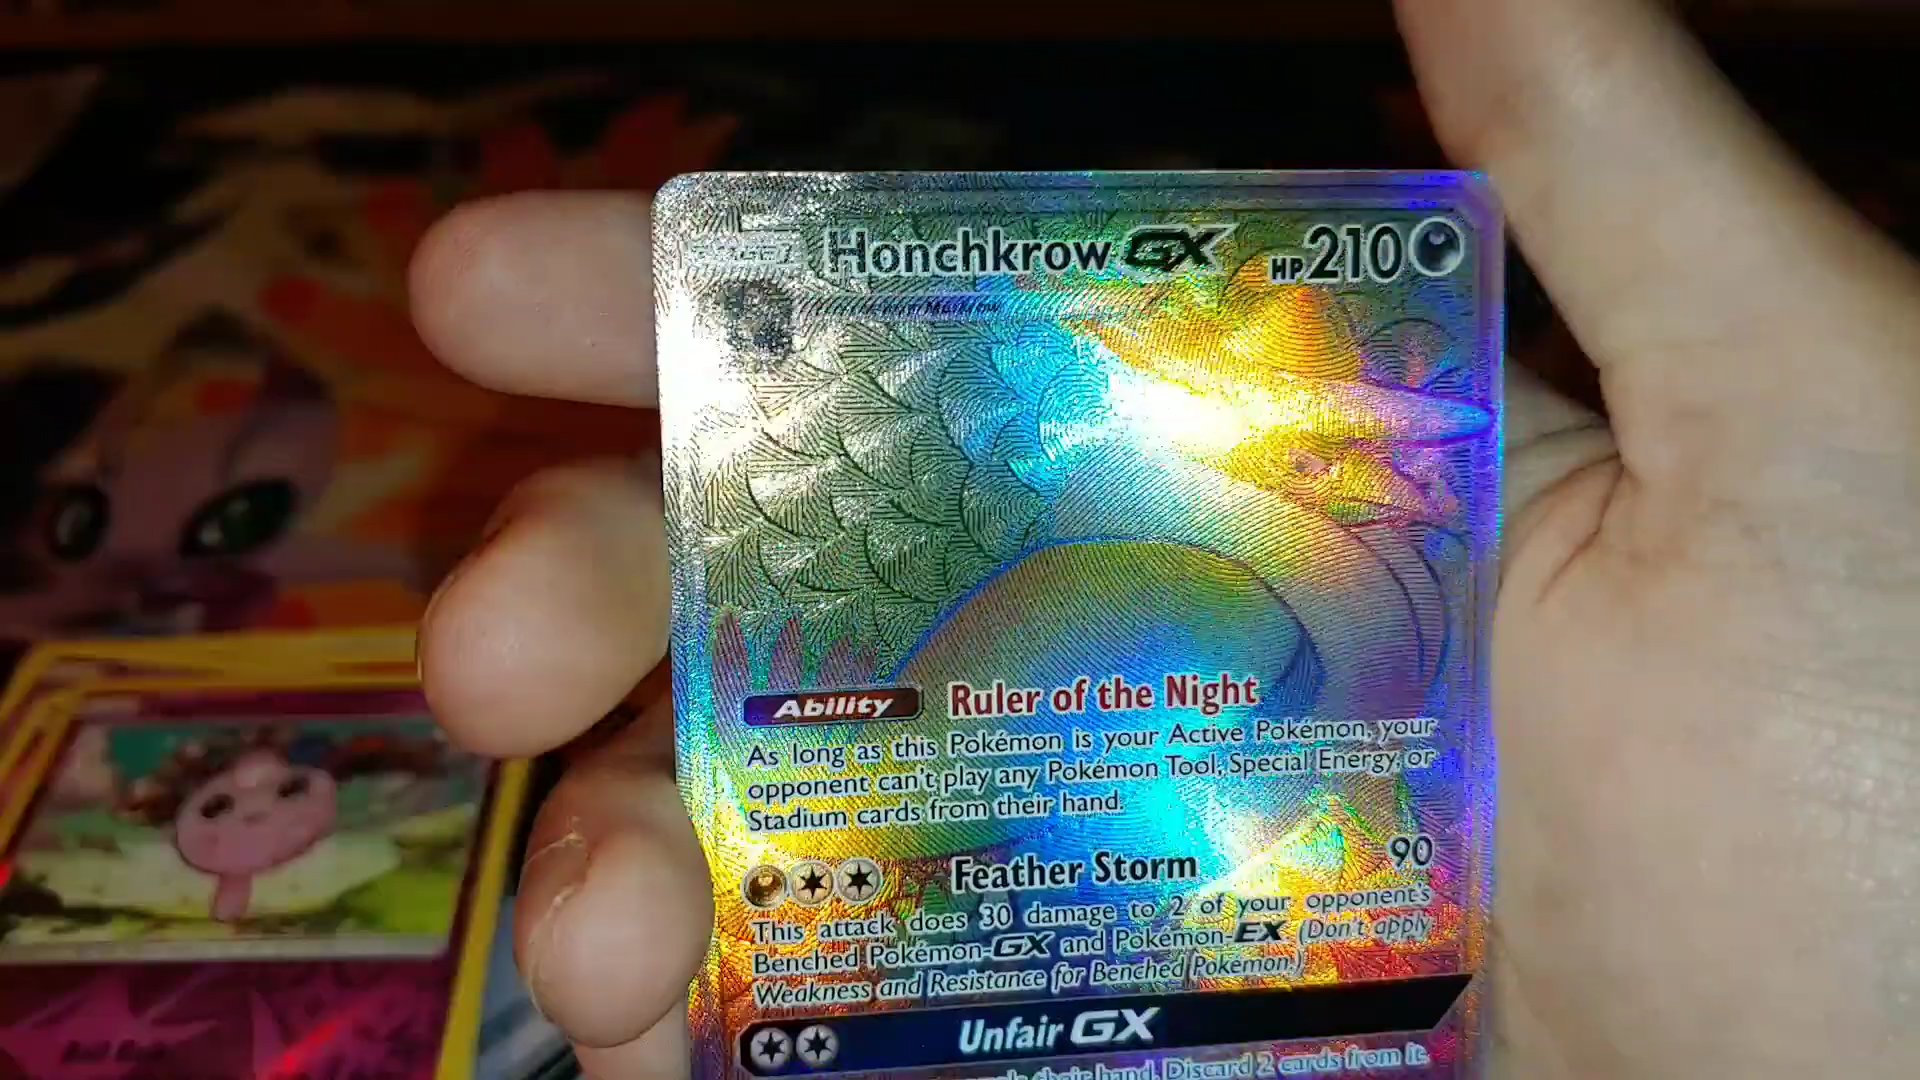 Honchkrow GX HP210
Murkrow
Ability Ruler of the Night
As long as this Pokémon is your Active Pokémon, your
opponent can't play any Pokémon Tool, Special Energy, or
Stadium cards from their hand.
Feather Storm 90
This attack does 30 damage to 2 of your opponent's
Benched Pokémon-GX and Pokémon-EX (Don't apply
Weakness and Resistance for Benched Pokémon.)
Unfair GX
their hand. Discard 2 cards from it.